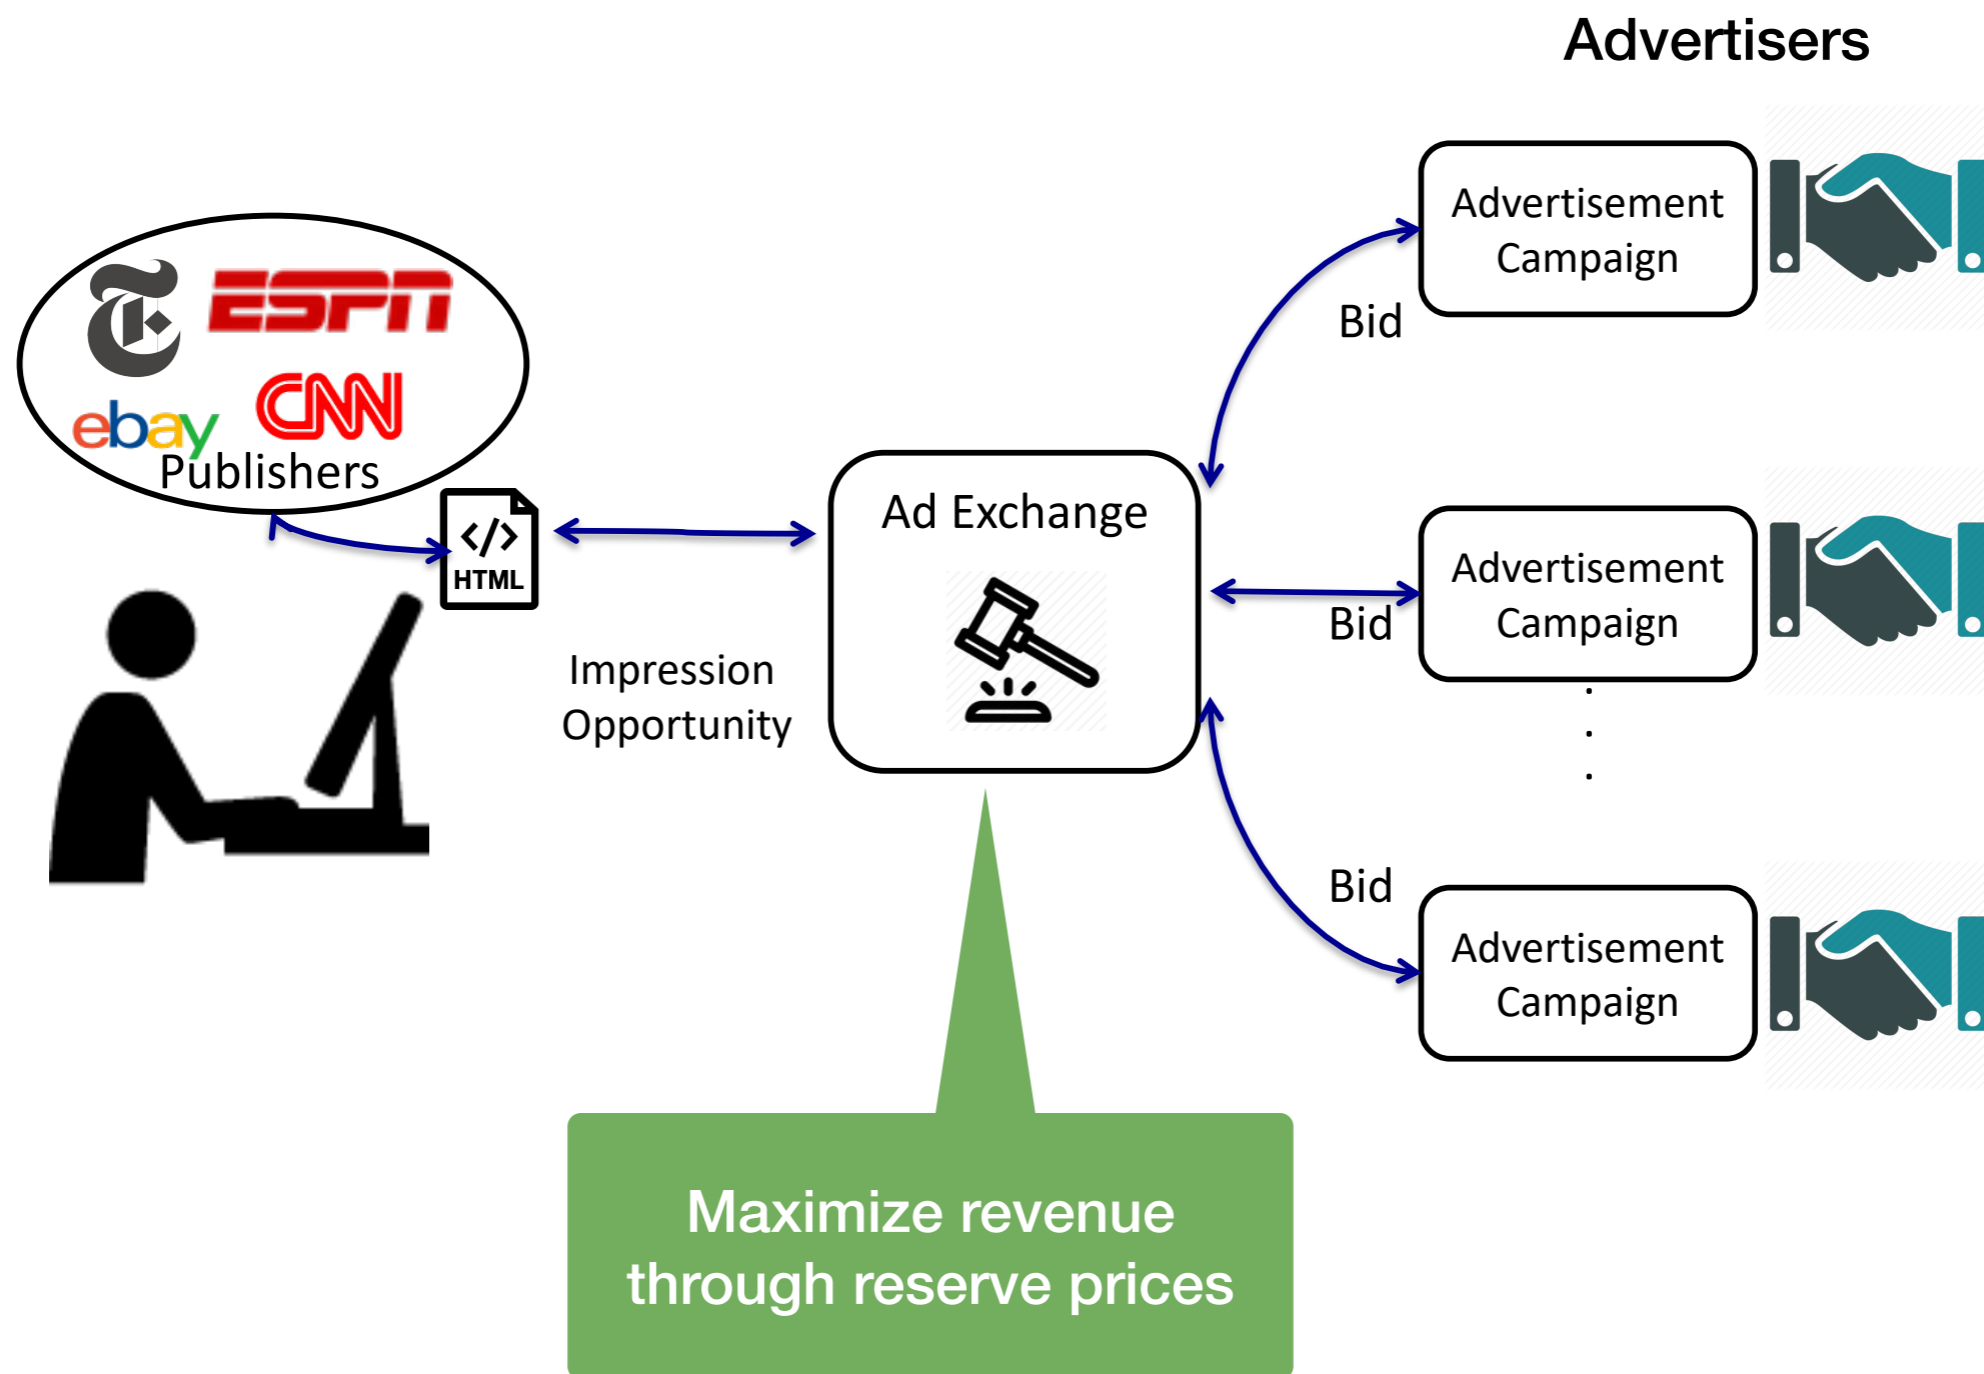 Advertisers
ESPN
CNN
ebay
Publishers
</>
HTML
Impression
Opportunity
Ad Exchange
Bid
Bid
Bid
Advertisement
Campaign
Advertisement
Campaign
.
.
.
Advertisement
Campaign
Maximize revenue
through reserve prices